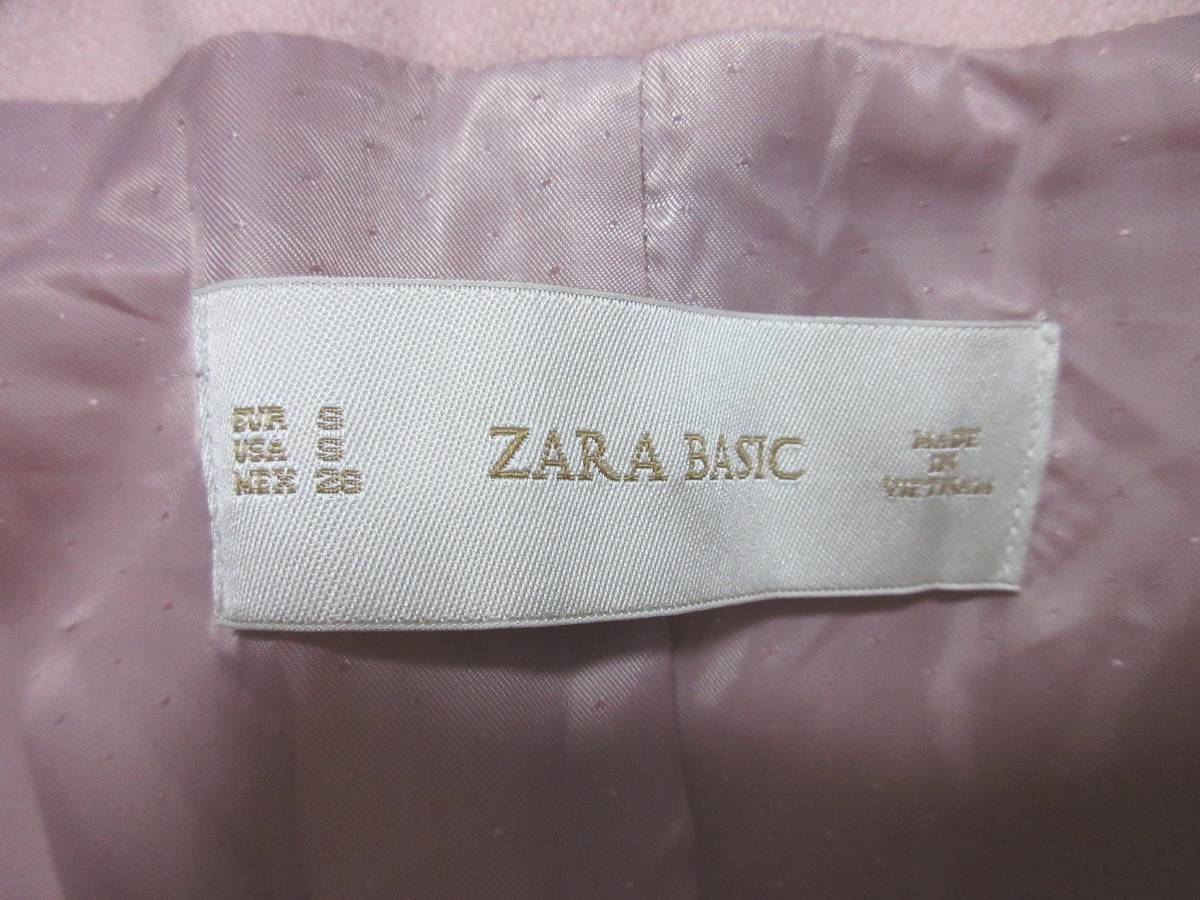 EUR S
USA S
MEX 26
ZARA BASIC
MADE
IN
VIETNAM